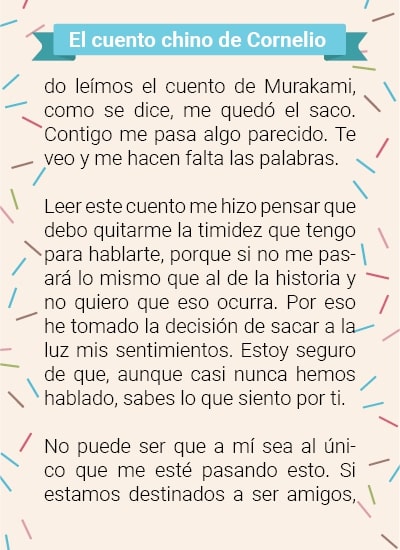 El cuento chino de Cornelio
do leímos el cuento de Murakami,
como se dice, me quedó el saco.
Contigo me pasa algo parecido. Te
veo y me hacen falta las palabras.
Leer este cuento me hizo pensar que
debo quitarme la timidez que tengo
para hablarte, porque si no me pas-
ará lo mismo que al de la historia y
no quiero que eso ocurra. Por eso
he tomado la decisión de sacar a la
luz mis sentimientos. Estoy seguro
de que, aunque casi nunca hemos
hablado, sabes lo que siento por ti.
No puede ser que a mí sea al úni-
co que me esté pasando esto. Si
estamos destinados a ser amigos,